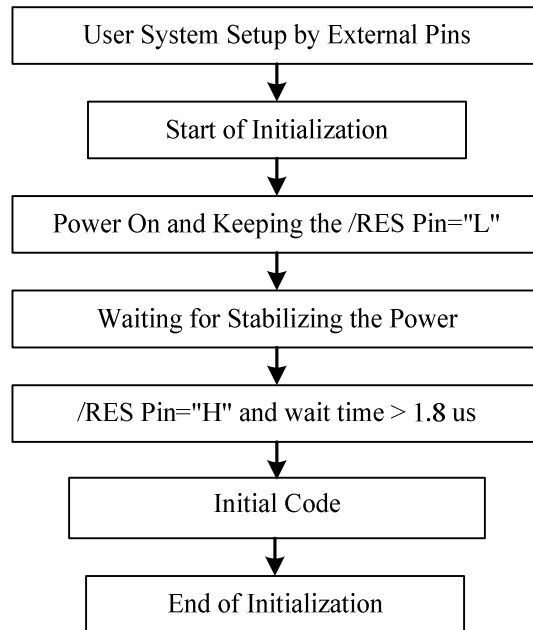 User System Setup by External Pins
Start of Initialization
Power On and Keeping the /RES Pin="L"
Waiting for Stabilizing the Power
/RES Pin="H" and wait time > 1.8 us
Initial Code
End of Initialization